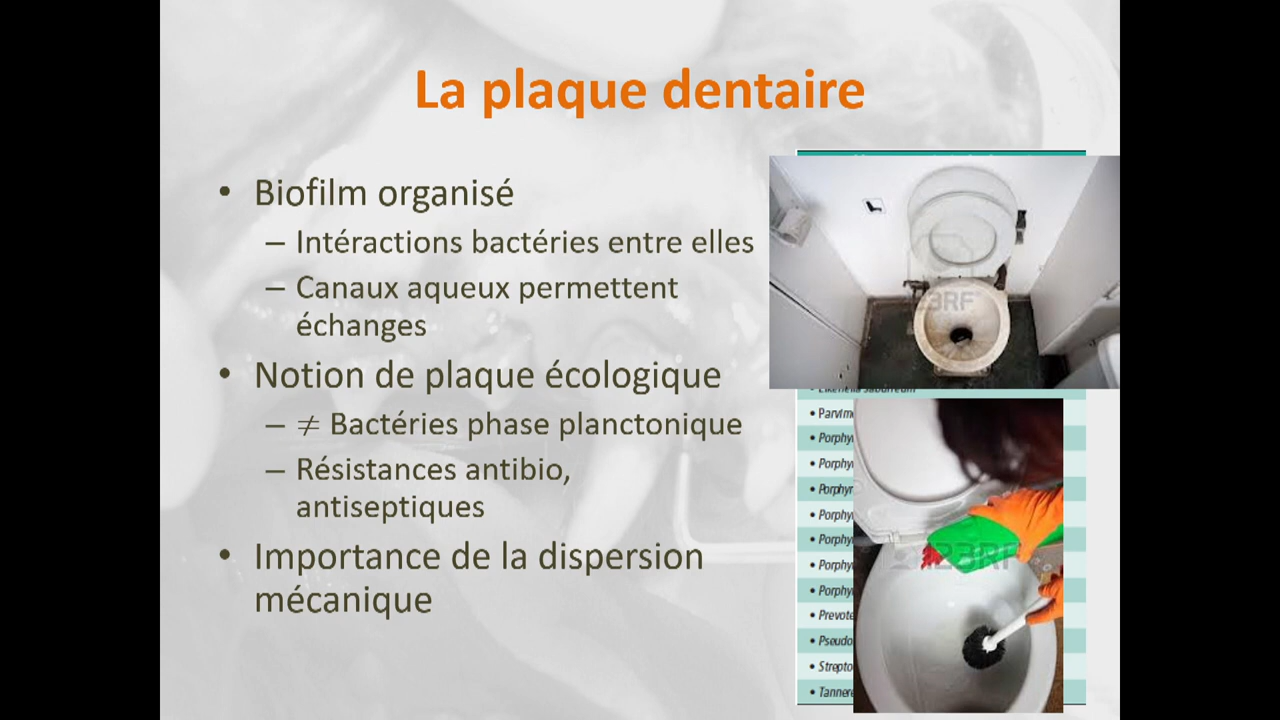 La plaque dentaire
• Biofilm organisé
– Intéractions bactéries entre elles
– Canaux aqueux permettent
échanges
• Notion de plaque écologique
– ≠ Bactéries phase planctonique
– Résistances antibio,
antiseptiques
• Importance de la dispersion
mécanique
• Parvim
• Porphy
• Porphy
• Porphyr
• Porphy
• Porphy
• Porphy
• Porphy
• Prevote
• Pseudo
• Strepto
• Tannere
123RF